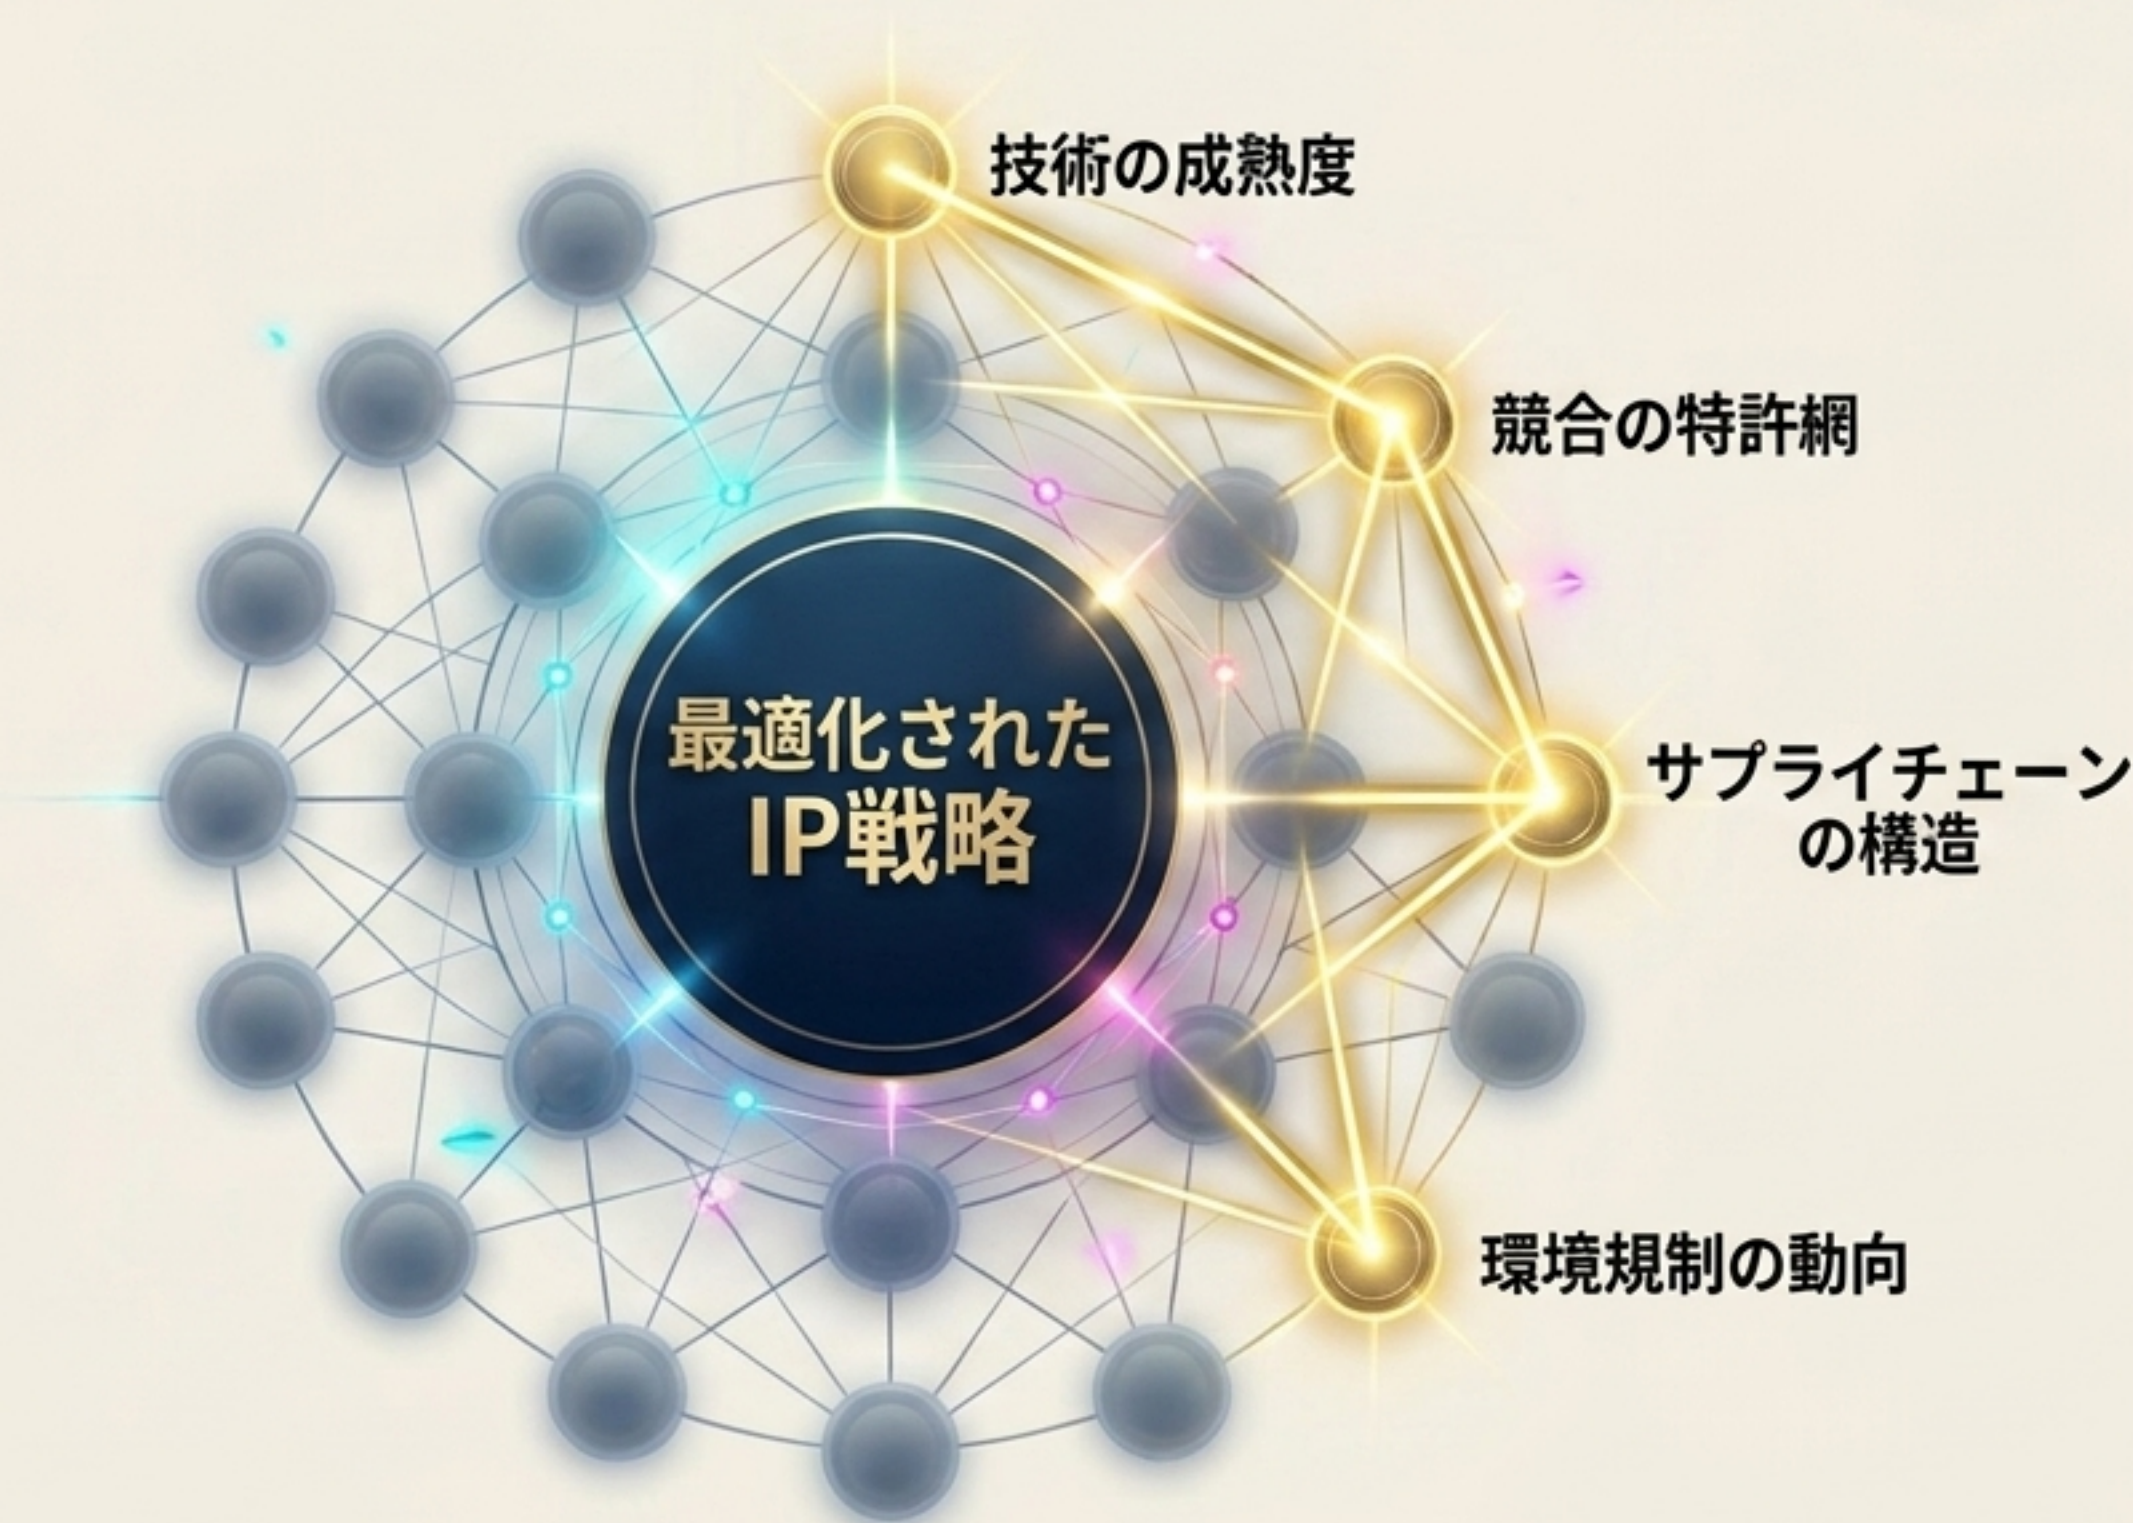 技術の成熟度
競合の特許網
最適化された
IP戦略
サプライチェーン
の構造
環境規制の動向